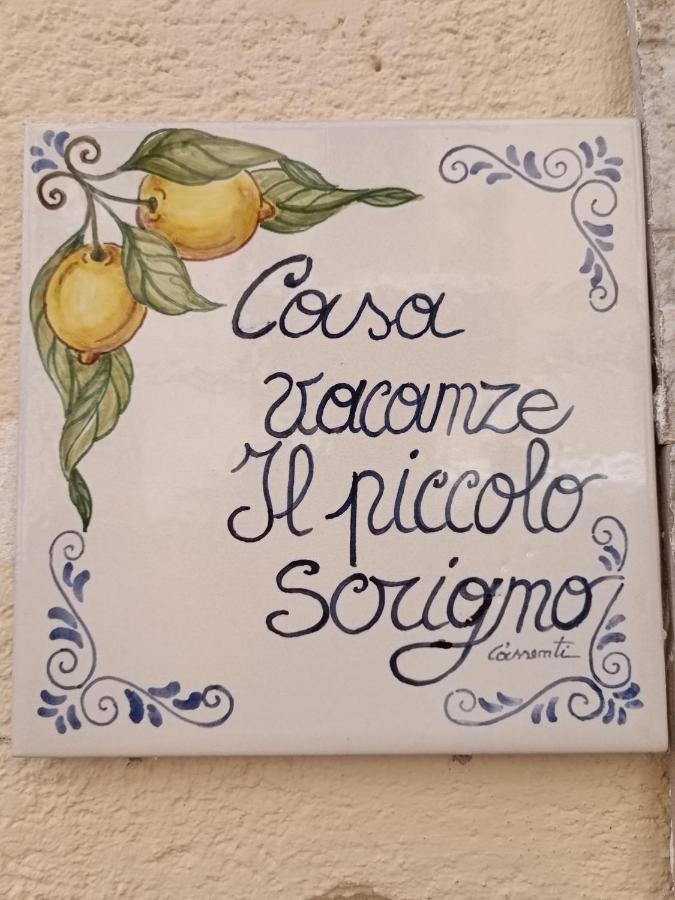 Casa
vacanze
Il piccolo
Scrigno